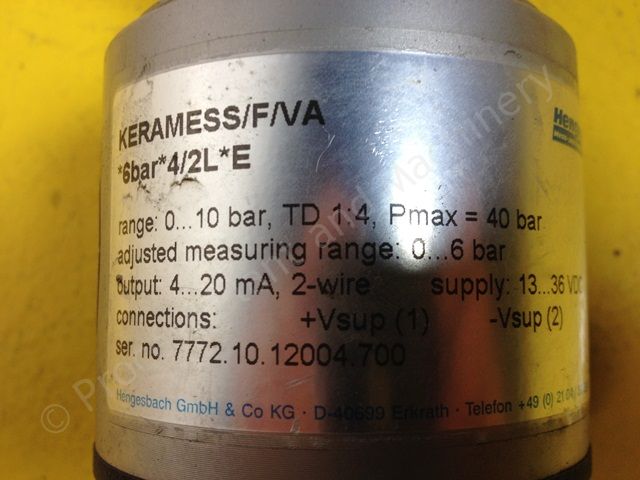 KERAMESS/F/VA
*6bar*4/2L*E
range: 0...10 bar, TD 1:4, Pmax = 40 bar
adjusted measuring range: 0...6 bar
output: 4...20 mA, 2-wire supply: 13...36 VDC
connections: +Vsup (1) -Vsup (2)
ser. no. 7772.10.12004.700
Hengesbach GmbH & Co KG · D-40699 Erkrath · Telefon +49 (0) 21 04 /